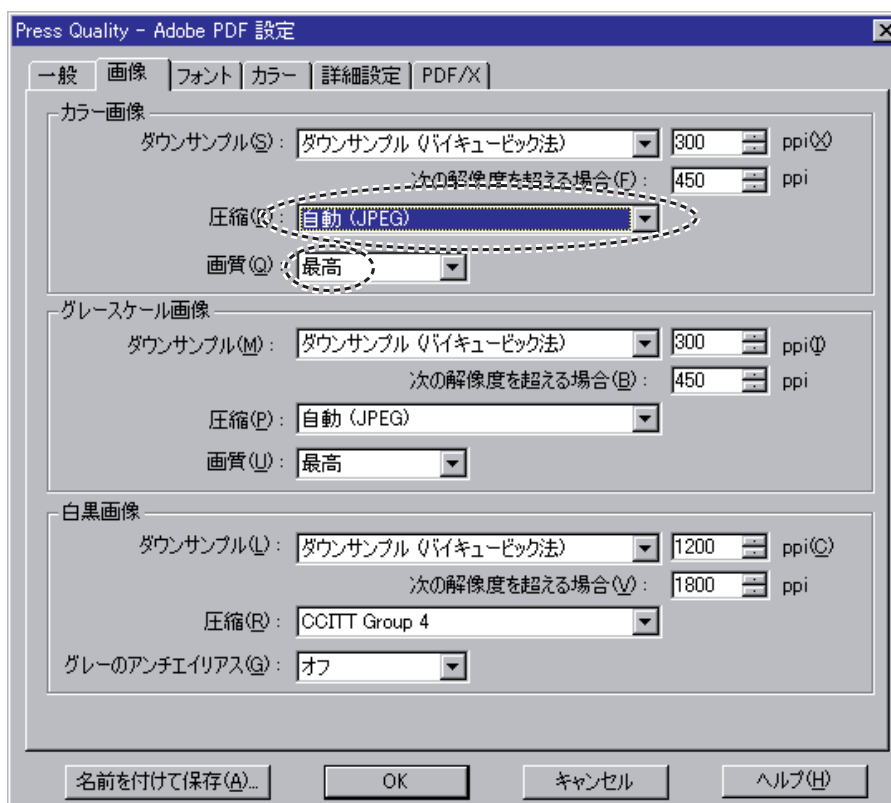 Press Quality - Adobe PDF 設定
一般 画像 フォント カラー 詳細設定 PDF/X
カラー画像
ダウンサンプル(S): ダウンサンプル (バイキュービック法) 300 ppi(X)
次の解像度を超える場合(F): 450 ppi
圧縮(K): 自動 (JPEG)
画質(Q): 最高
グレースケール画像
ダウンサンプル(M): ダウンサンプル (バイキュービック法) 300 ppi(I)
次の解像度を超える場合(B): 450 ppi
圧縮(P): 自動 (JPEG)
画質(U): 最高
白黒画像
ダウンサンプル(L): ダウンサンプル (バイキュービック法) 1200 ppi(C)
次の解像度を超える場合(V): 1800 ppi
圧縮(R): CCITT Group 4
グレーのアンチエイリアス(G): オフ
名前を付けて保存(A)... OK キャンセル ヘルプ(H)